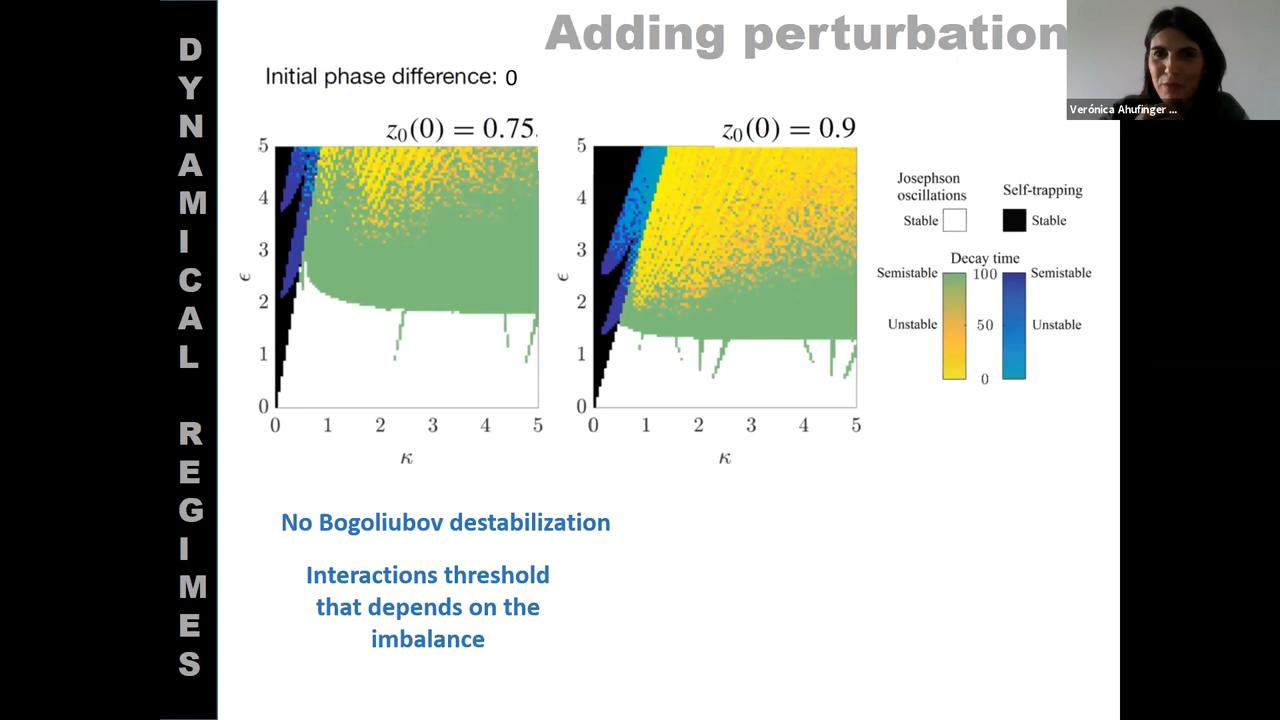 DYNAMICAL REGIMES
Adding perturbation
Verónica Ahufinger ...
Initial phase difference: 0
z₀(0) = 0.75.
5
4
3
2
1
0
ϵ
0 1 2 3 4 5
κ
z₀(0) = 0.9
5
4
3
2
1
0
ϵ
0 1 2 3 4 5
κ
Josephson
oscillations
Self-trapping
Stable
Stable
Decay time
Semistable 100 Semistable
Unstable 50 Unstable
0
No Bogoliubov destabilization
Interactions threshold
that depends on the
imbalance